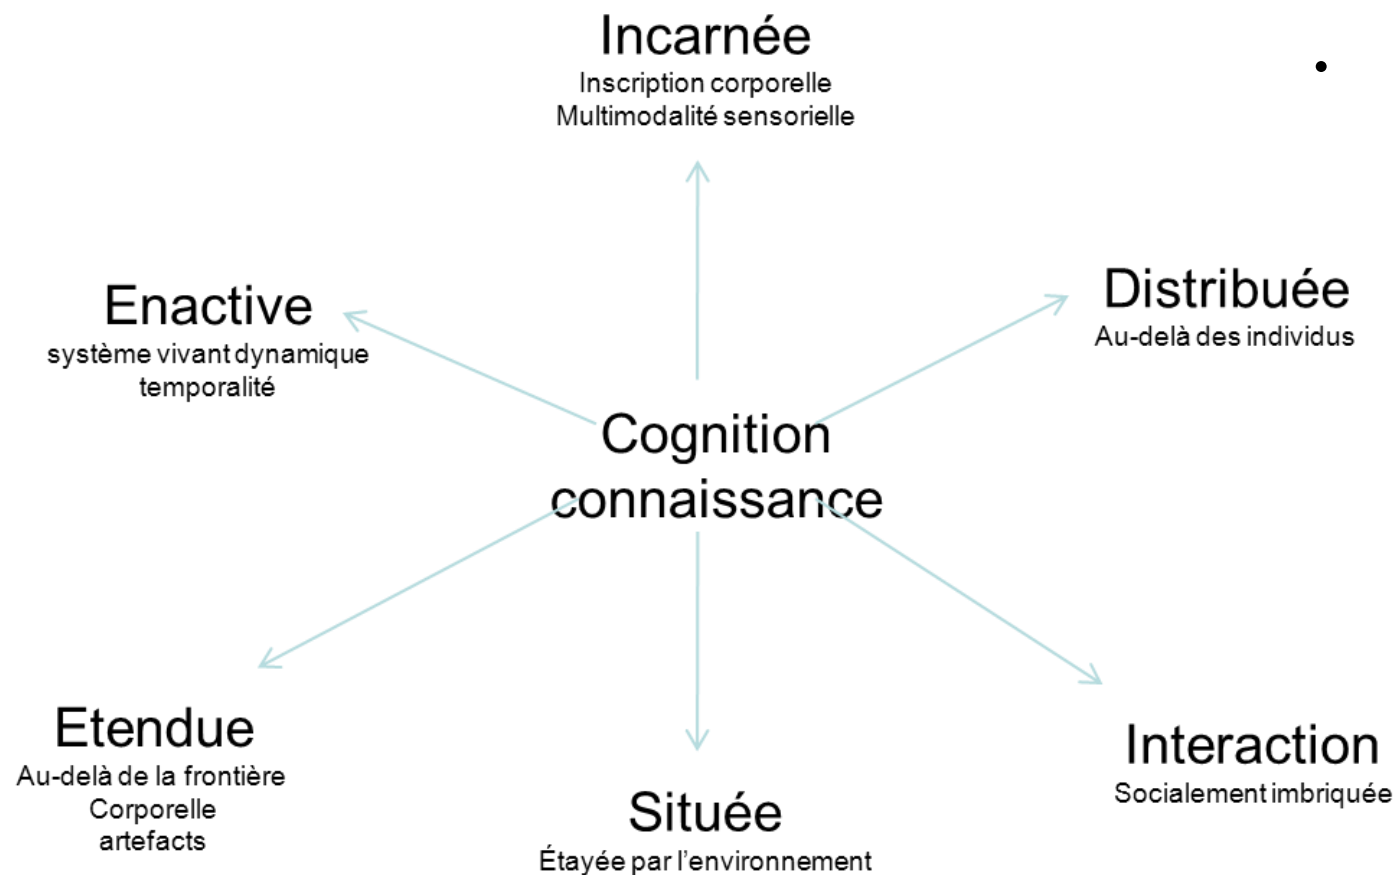 Incarnée
Inscription corporelle
Multimodalité sensorielle
•
Enactive
système vivant dynamique
temporalité
Distribuée
Au-delà des individus
Cognition
connaissance
Etendue
Au-delà de la frontière
Corporelle
artefacts
Située
Étayée par l'environnement
Interaction
Socialement imbriquée